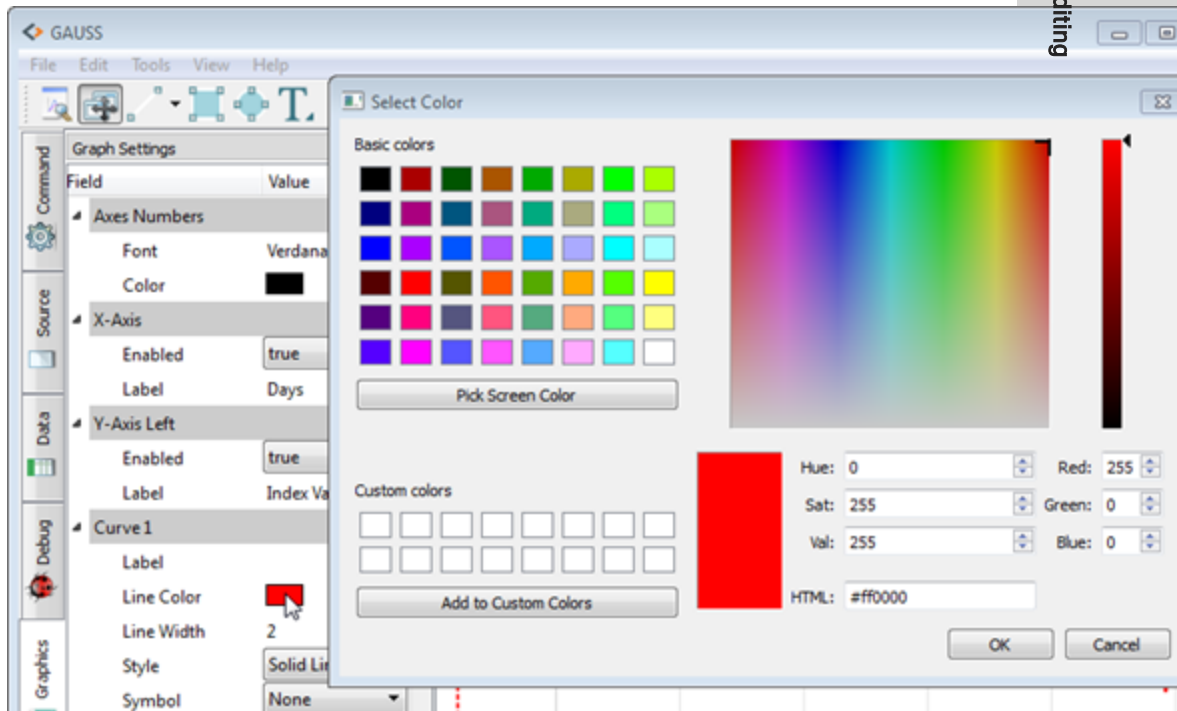 diting
GAUSS
File Edit Tools View Help
Select Color
Command
Source
Data
Debug
Graphics
Graph Settings
Field Value
Axes Numbers
Font Verdana
Color
X-Axis
Enabled true
Label Days
Y-Axis Left
Enabled true
Label Index Va
Curve 1
Label
Line Color
Line Width 2
Style Solid Lin
Symbol None
Basic colors
Pick Screen Color
Custom colors
Add to Custom Colors
Hue: 0 Red: 255
Sat: 255 Green: 0
Val: 255 Blue: 0
HTML: #ff0000
OK Cancel